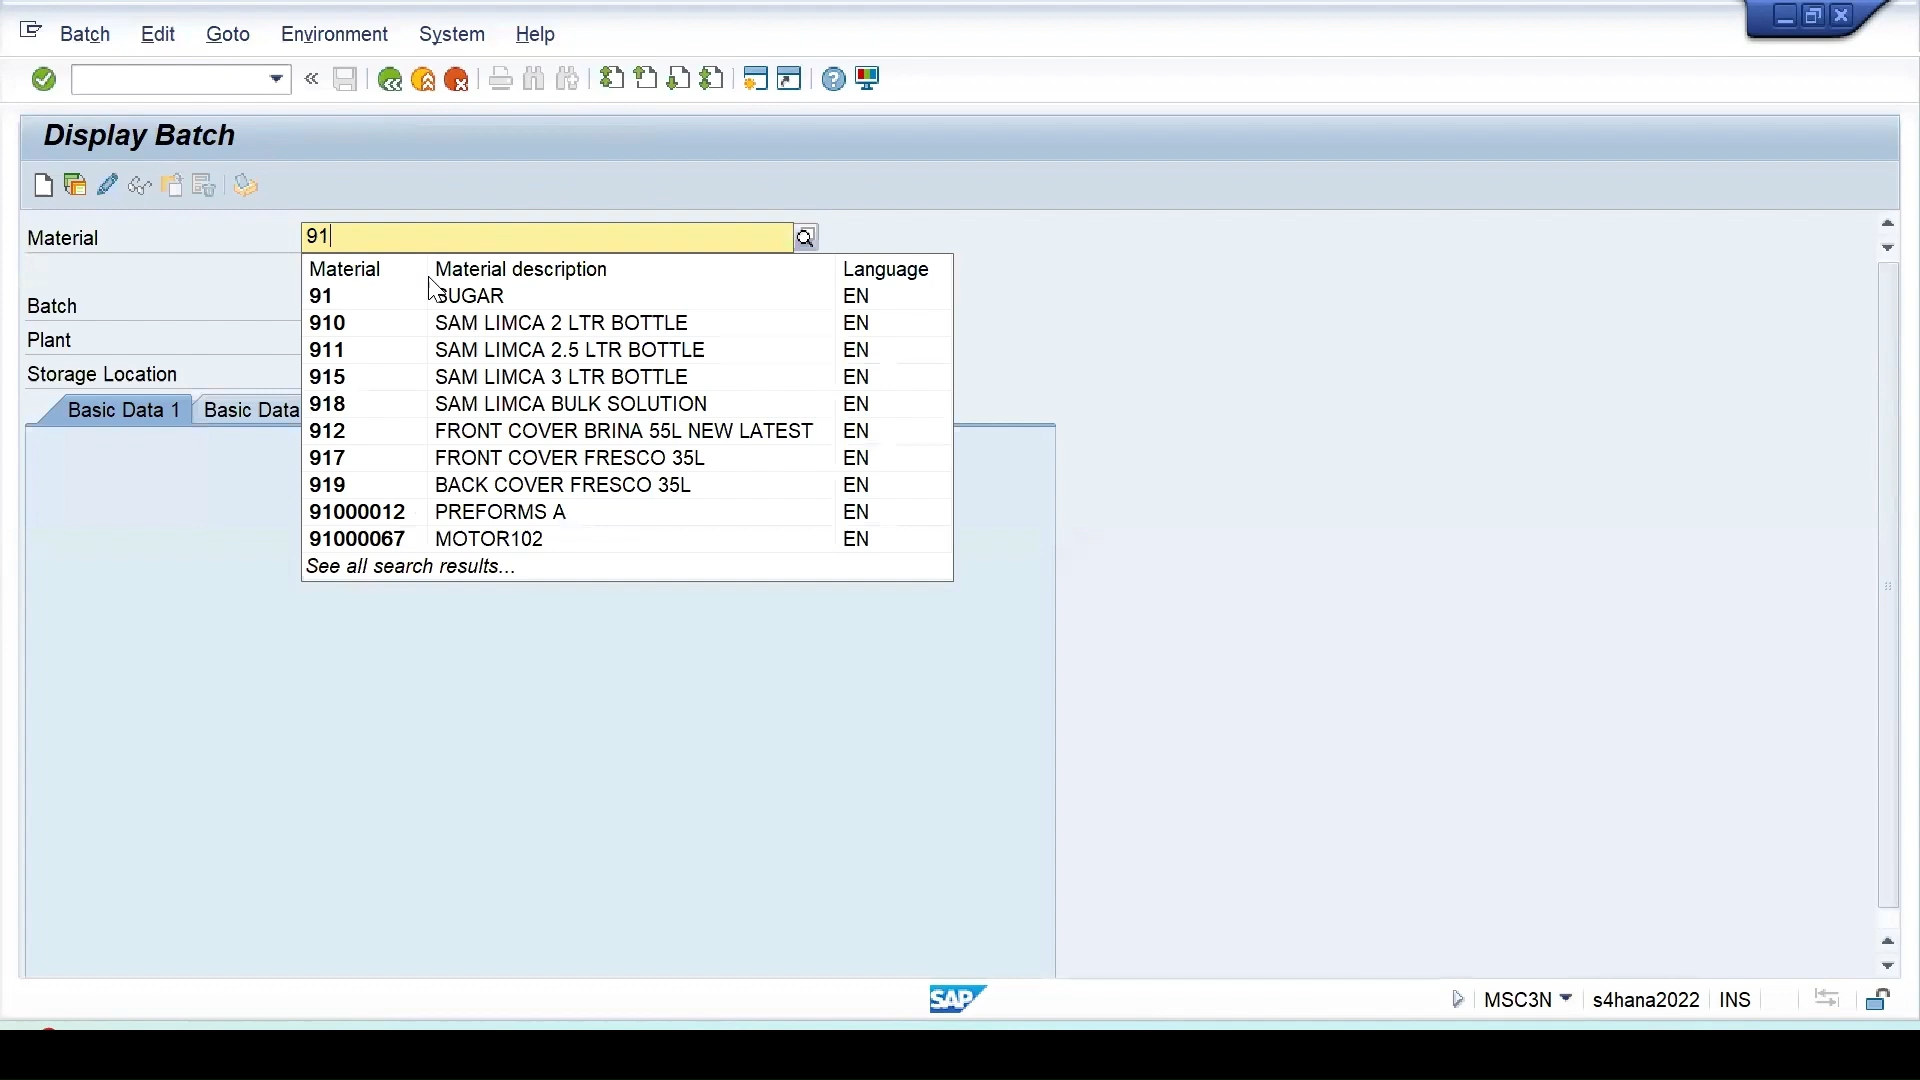 Batch Edit Goto Environment System Help
Display Batch
Material 91
Material Material description Language
91 SUGAR EN
910 SAM LIMCA 2 LTR BOTTLE EN
911 SAM LIMCA 2.5 LTR BOTTLE EN
915 SAM LIMCA 3 LTR BOTTLE EN
918 SAM LIMCA BULK SOLUTION EN
912 FRONT COVER BRINA 55L NEW LATEST EN
917 FRONT COVER FRESCO 35L EN
919 BACK COVER FRESCO 35L EN
91000012 PREFORMS A EN
91000067 MOTOR102 EN
See all search results...
Batch
Plant
Storage Location
Basic Data 1 Basic Data
SAP MSC3N s4hana2022 INS